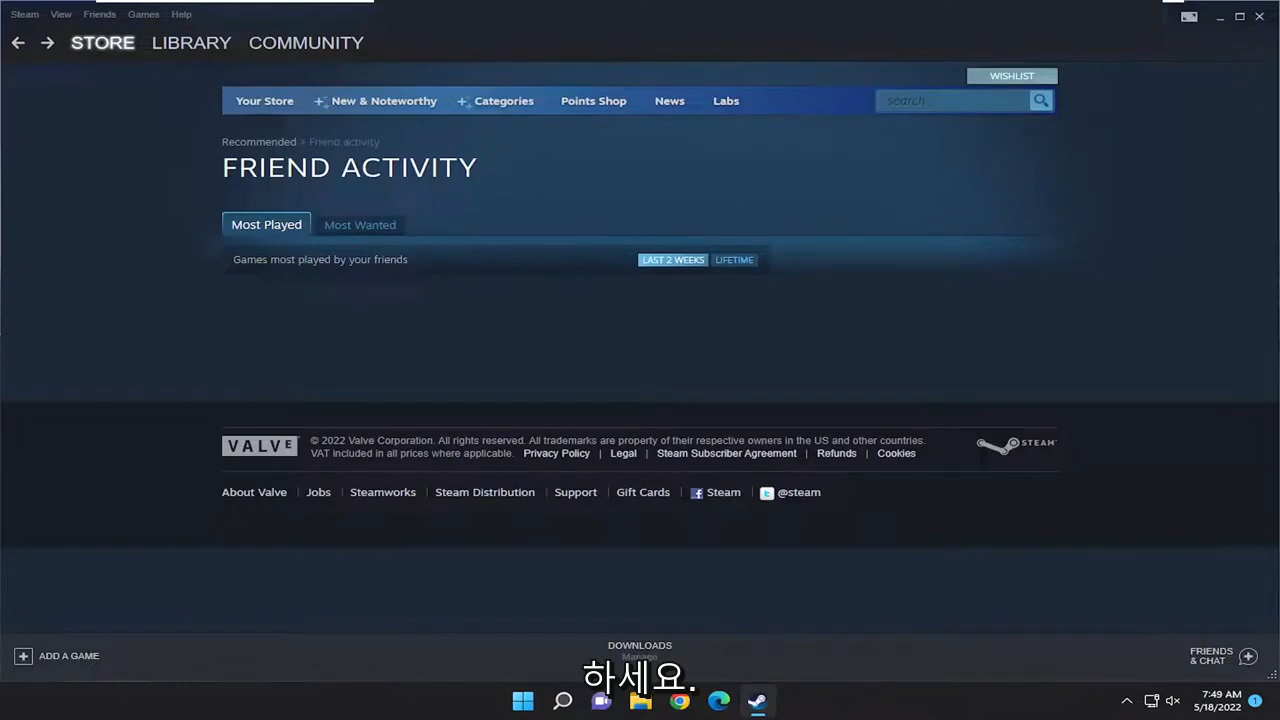 Steam View Friends Games Help
STORE LIBRARY COMMUNITY
WISHLIST
Your Store New & Noteworthy Categories Points Shop News Labs search
Recommended > Friend activity
FRIEND ACTIVITY
Most Played Most Wanted
Games most played by your friends LAST 2 WEEKS LIFETIME
VALVE © 2022 Valve Corporation. All rights reserved. All trademarks are property of their respective owners in the US and other countries. STEAM
VAT included in all prices where applicable. Privacy Policy | Legal | Steam Subscriber Agreement | Refunds | Cookies
About Valve | Jobs | Steamworks | Steam Distribution | Support | Gift Cards | Steam | @steam
DOWNLOADS
Manage
ADD A GAME
FRIENDS
& CHAT
하세요.
7:49 AM
5/18/2022
1